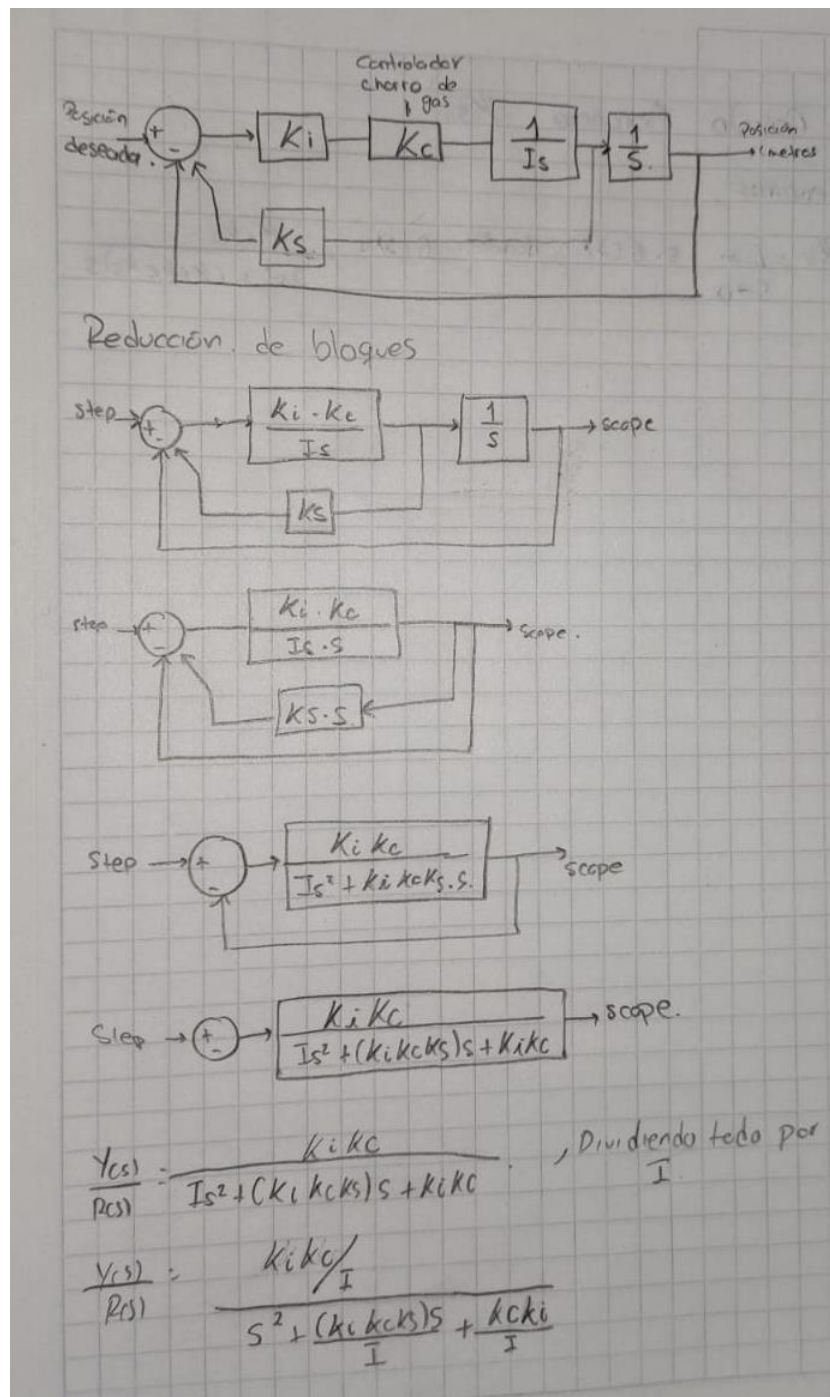 Controlador
chorro de
gas
Posición
deseada.
+
-
Ki
Kc
1
Is
1
S.
Posición
(metros
Ks
Reducción de bloques
step
+
-
Ki · Kc
Is
1
s
scope
Ks
step
+
-
Ki · Kc
Is · s
scope.
Ks · s
Step
+
-
Ki Kc
Is² + Ki Kc Ks . s.
scope
Step
+
-
Ki Kc
Is² + (Ki Kc Ks)s + Ki Kc
scope.
Y(s) = Ki Kc , Dividiendo todo por
R(s) Is² + (Ki Kc Ks) s + Ki Kc I
Y(s) = Ki Kc/I
R(s) s² + (Ki Kc Ks)s + Kc Ki
I I